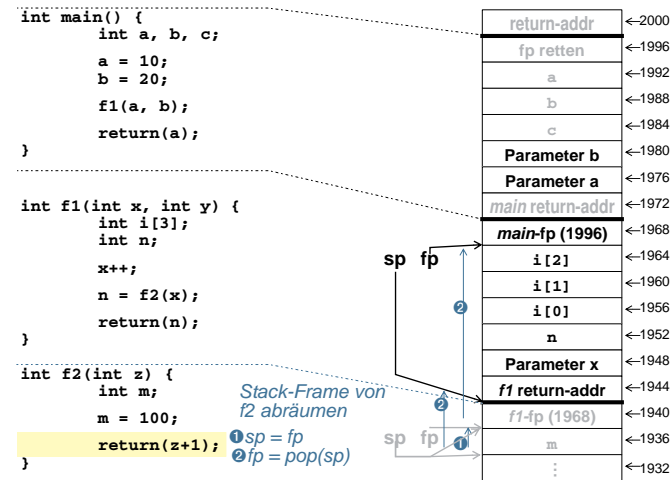 int main() {
int a, b, c;
a = 10;
b = 20;
f1(a, b);
return(a);
}
int f1(int x, int y) {
int i[3];
int n;
x++;
n = f2(x);
return(n);
}
int f2(int z) {
int m;
m = 100;
return(z+1);
}
Stack-Frame von
f2 abräumen
❶sp = fp
❷fp = pop(sp)
sp fp
❷
❷
sp fp
❶
return-addr ←2000
fp retten ←1996
a ←1992
b ←1988
c ←1984
Parameter b ←1980
Parameter a ←1976
main return-addr ←1972
main-fp (1996) ←1968
i[2] ←1964
i[1] ←1960
i[0] ←1956
n ←1952
Parameter x ←1948
f1 return-addr ←1944
f1-fp (1968) ←1940
m ←1936
⋮ ←1932